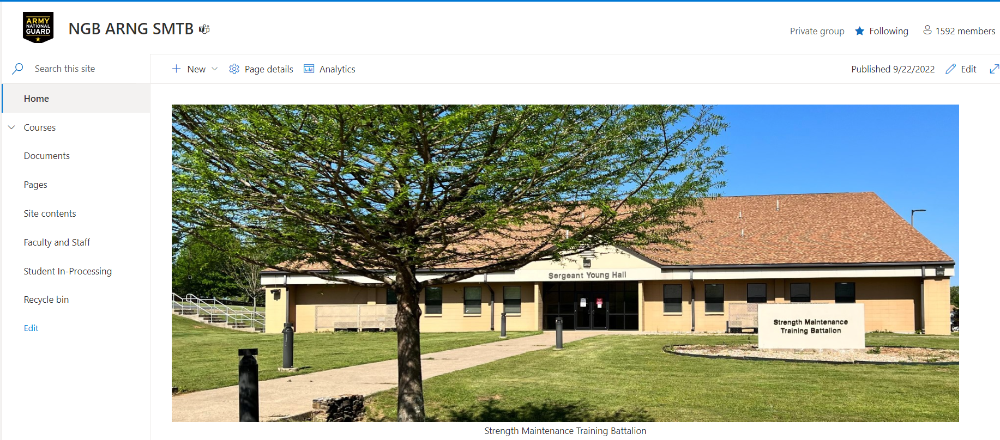 ARMY
NATIONAL
GUARD
NGB ARNG SMTB
Private group
Following
1592 members
Search this site
New
Page details
Analytics
Published 9/22/2022
Edit
Home
Courses
Documents
Pages
Site contents
Faculty and Staff
Student In-Processing
Recycle bin
Edit
Sergeant Young Hall
Strength Maintenance
Training Battalion
Strength Maintenance Training Battalion